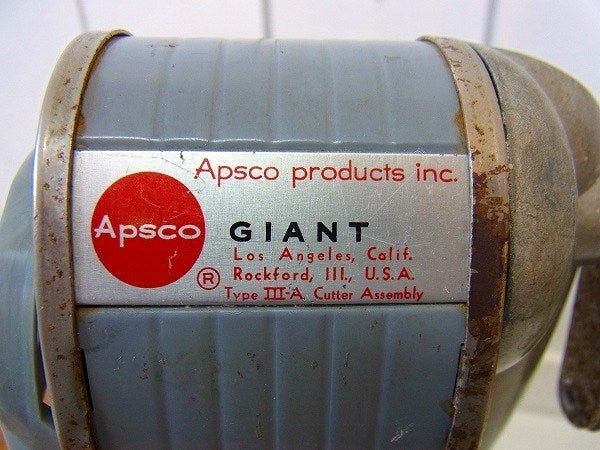 Apsco products inc.
Apsco
GIANT
Los Angeles, Calif.
® Rockford, Ill., U.S.A.
Type III-A Cutter Assembly